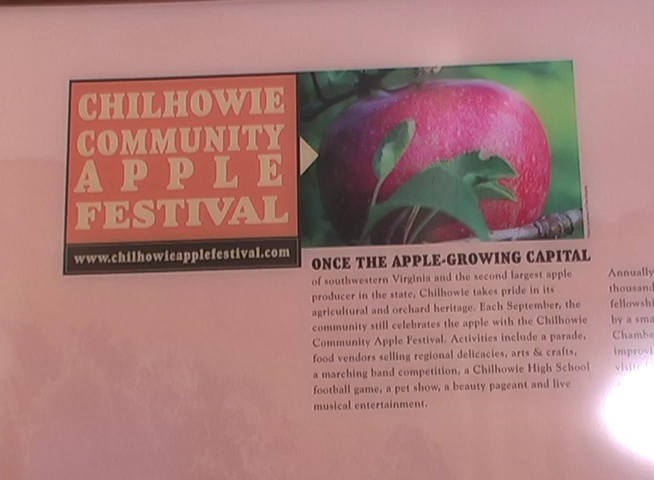 CHILHOWIE
COMMUNITY
APPLE
FESTIVAL
www.chilhowieapplefestival.com
ONCE THE APPLE-GROWING CAPITAL
of southwestern Virginia and the second largest apple
producer in the state, Chilhowie takes pride in its
agricultural and orchard heritage. Each September, the
community still celebrates the apple with the Chilhowie
Community Apple Festival. Activities include a parade,
food vendors selling regional delicacies, arts & crafts,
a marching band competition, a Chilhowie High School
football game, a pet show, a beauty pageant and live
musical entertainment.
Annually
thousand
fellowshi
by a sma
Chambe
improvi